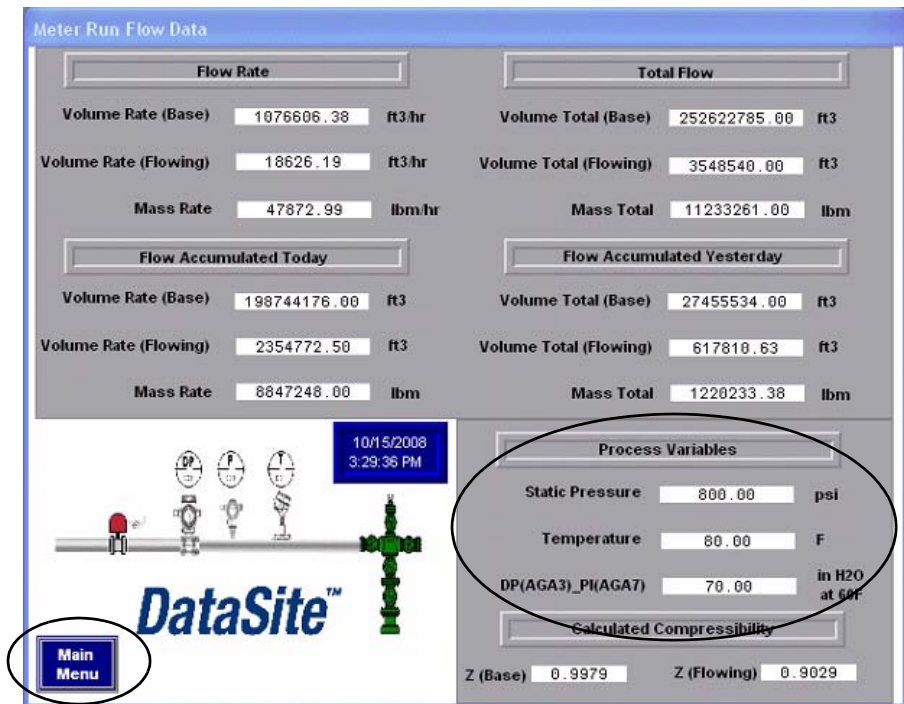 Meter Run Flow Data
Flow Rate
Volume Rate (Base) 1076606.38 ft3/hr
Volume Rate (Flowing) 18626.19 ft3/hr
Mass Rate 47872.99 lbm/hr
Total Flow
Volume Total (Base) 252622785.00 ft3
Volume Total (Flowing) 3548540.00 ft3
Mass Total 11233261.00 lbm
Flow Accumulated Today
Volume Rate (Base) 198744176.00 ft3
Volume Rate (Flowing) 2354772.50 ft3
Mass Rate 8847248.00 lbm
Flow Accumulated Yesterday
Volume Total (Base) 27455534.00 ft3
Volume Total (Flowing) 617810.63 ft3
Mass Total 1220233.38 lbm
10/15/2008
3:29:36 PM
DP P T
DataSite™
Main
Menu
Process Variables
Static Pressure 800.00 psi
Temperature 80.00 F
DP(AGA3)_PI(AGA7) 70.00 in H2O
at 60F
Calculated Compressibility
Z (Base) 0.9979 Z (Flowing) 0.9029